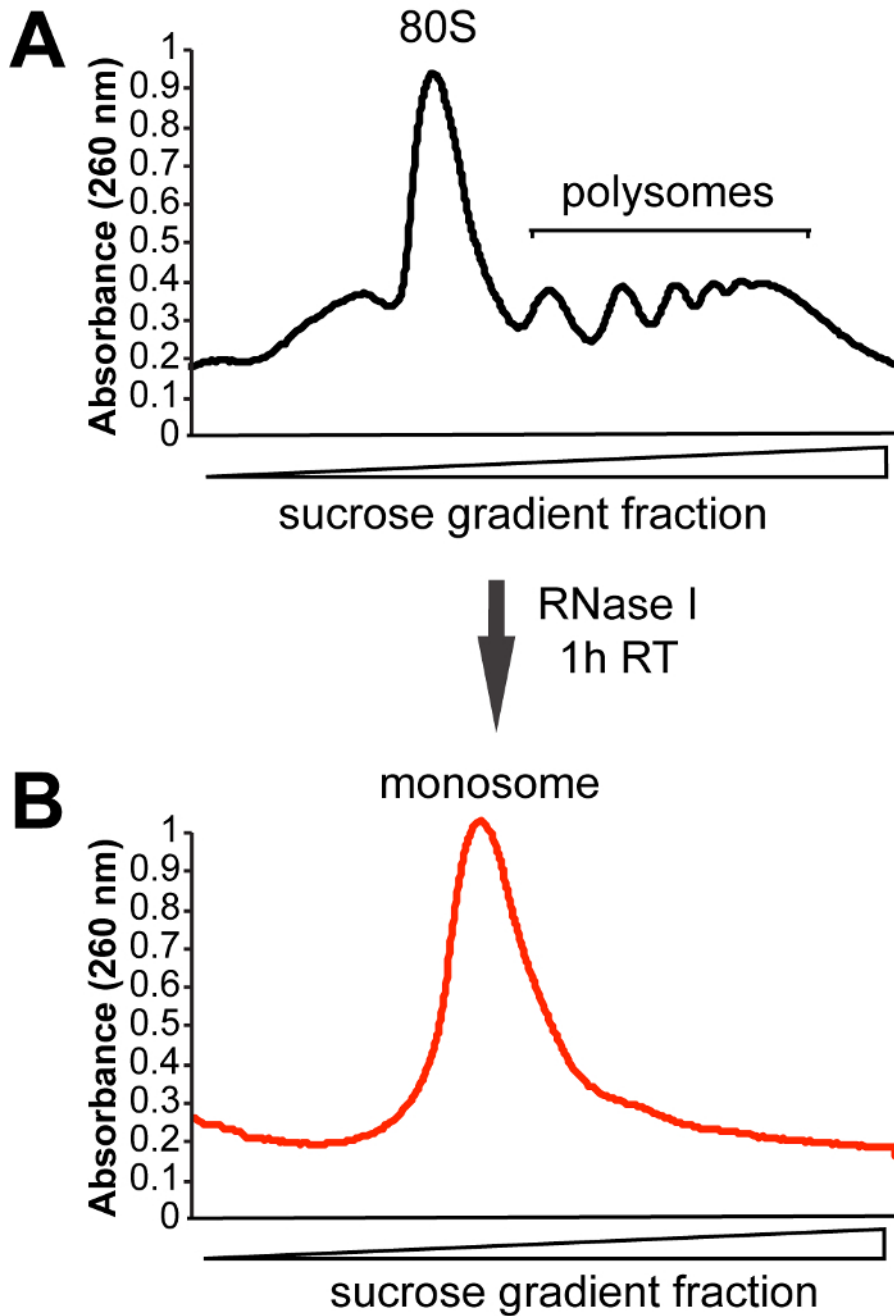 A
80S
1
0.9
0.8
0.7
0.6
0.5
0.4
0.3
0.2
0.1
0
Absorbance (260 nm)
polysomes
sucrose gradient fraction
RNase I
1h RT
B
monosome
1
0.9
0.8
0.7
0.6
0.5
0.4
0.3
0.2
0.1
0
Absorbance (260 nm)
sucrose gradient fraction